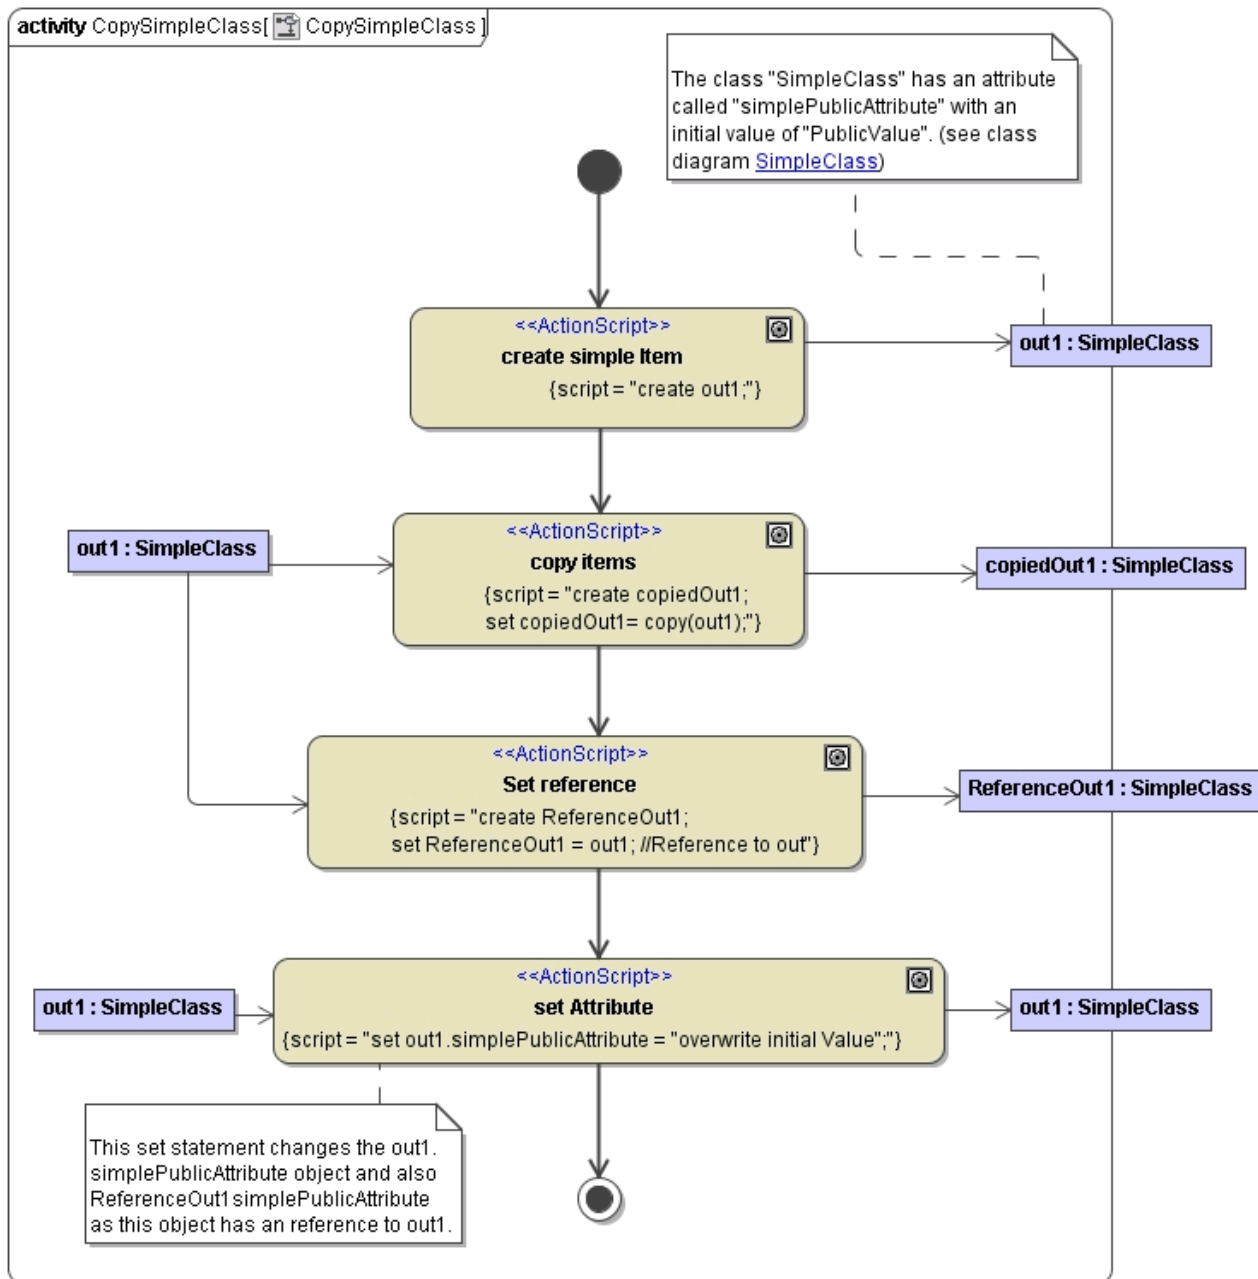 activity CopySimpleClass[ CopySimpleClass ]
The class "SimpleClass" has an attribute
called "simplePublicAttribute" with an
initial value of "PublicValue". (see class
diagram SimpleClass)
<<ActionScript>>
create simple Item
{script = "create out1;"}
out1 : SimpleClass
out1 : SimpleClass
<<ActionScript>>
copy items
{script = "create copiedOut1;
set copiedOut1= copy(out1);"}
copiedOut1 : SimpleClass
<<ActionScript>>
Set reference
{script = "create ReferenceOut1;
set ReferenceOut1 = out1; //Reference to out"}
ReferenceOut1 : SimpleClass
out1 : SimpleClass
<<ActionScript>>
set Attribute
{script = "set out1.simplePublicAttribute = "overwrite initial Value";"}
out1 : SimpleClass
This set statement changes the out1.
simplePublicAttribute object and also
ReferenceOut1simplePublicAttribute
as this object has an reference to out1.